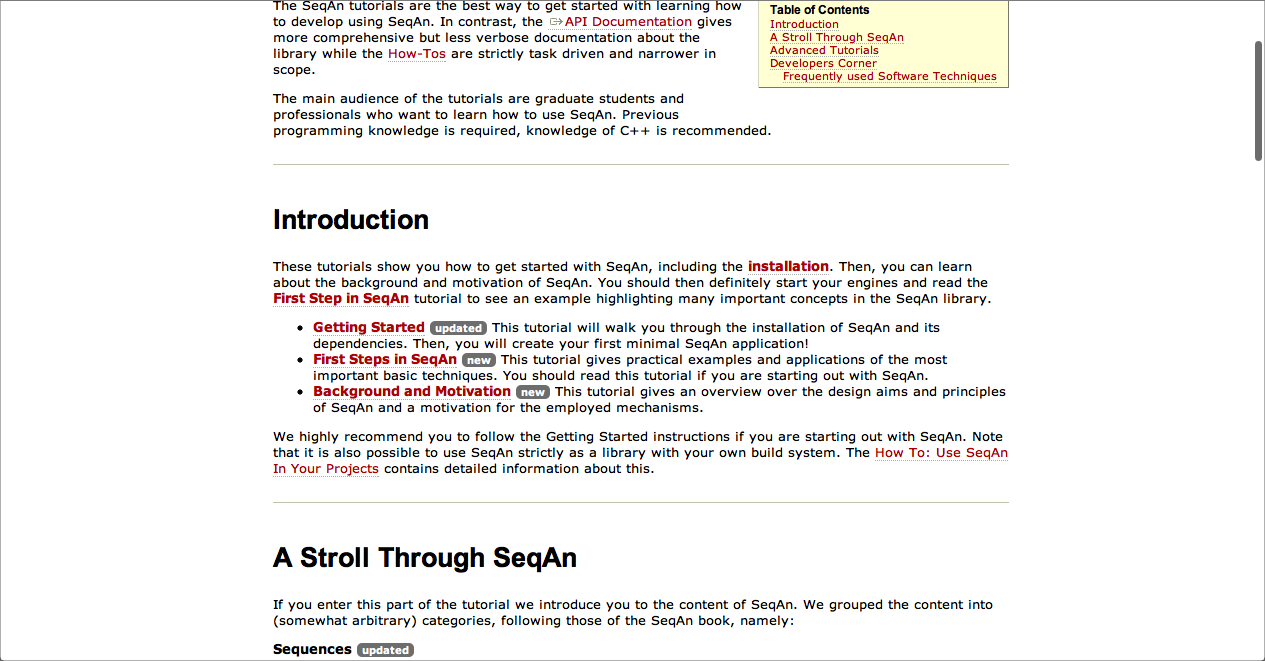 The SeqAn tutorials are the best way to get started with learning how
to develop using SeqAn. In contrast, the API Documentation gives
more comprehensive but less verbose documentation about the
library while the How-Tos are strictly task driven and narrower in
scope.
The main audience of the tutorials are graduate students and
professionals who want to learn how to use SeqAn. Previous
programming knowledge is required, knowledge of C++ is recommended.
Table of Contents
Introduction
A Stroll Through SeqAn
Advanced Tutorials
Developers Corner
Frequently used Software Techniques
Introduction
These tutorials show you how to get started with SeqAn, including the installation. Then, you can learn
about the background and motivation of SeqAn. You should then definitely start your engines and read the
First Step in SeqAn tutorial to see an example highlighting many important concepts in the SeqAn library.
• Getting Started updated This tutorial will walk you through the installation of SeqAn and its
dependencies. Then, you will create your first minimal SeqAn application!
• First Steps in SeqAn new This tutorial gives practical examples and applications of the most
important basic techniques. You should read this tutorial if you are starting out with SeqAn.
• Background and Motivation new This tutorial gives an overview over the design aims and principles
of SeqAn and a motivation for the employed mechanisms.
We highly recommend you to follow the Getting Started instructions if you are starting out with SeqAn. Note
that it is also possible to use SeqAn strictly as a library with your own build system. The How To: Use SeqAn
In Your Projects contains detailed information about this.
A Stroll Through SeqAn
If you enter this part of the tutorial we introduce you to the content of SeqAn. We grouped the content into
(somewhat arbitrary) categories, following those of the SeqAn book, namely:
Sequences updated